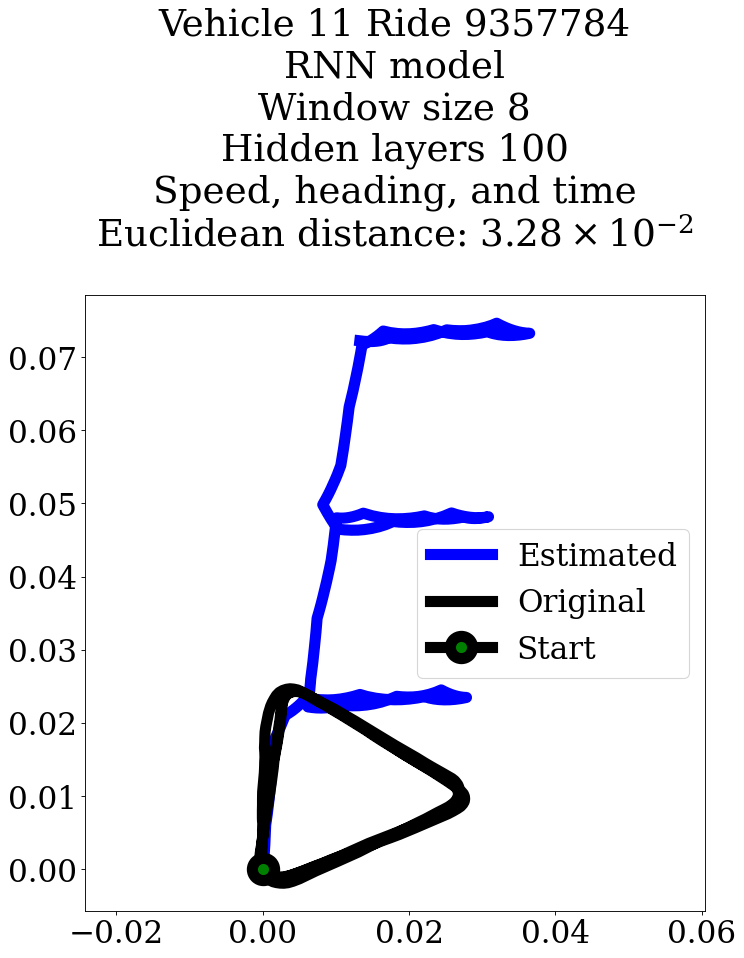 Vehicle 11 Ride 9357784
RNN model
Window size 8
Hidden layers 100
Speed, heading, and time
Euclidean distance: 3.28 × 10⁻²
0.07
0.06
0.05
0.04
0.03
0.02
0.01
0.00
Estimated
Original
Start
−0.02 0.00 0.02 0.04 0.06